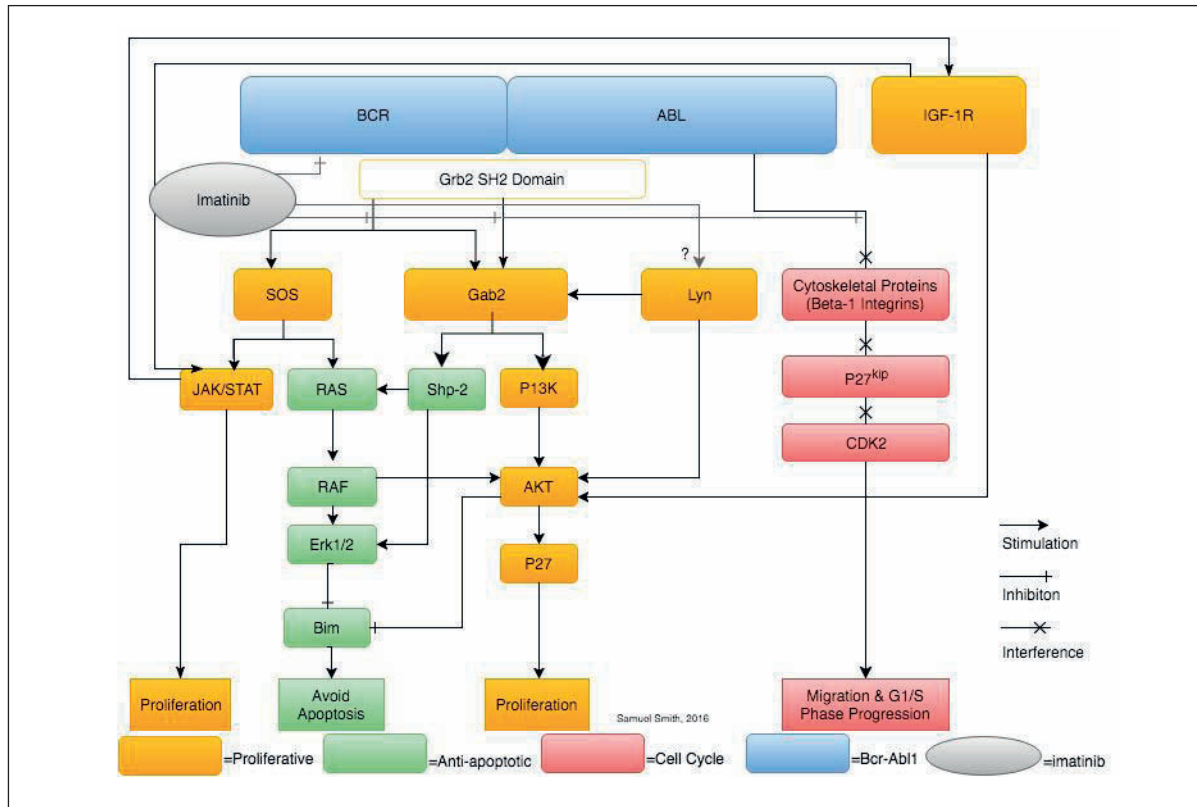 BCR
ABL
IGF-1R
Grb2 SH2 Domain
Imatinib
?
SOS
Gab2
Lyn
Cytoskeletal Proteins
(Beta-1 Integrins)
JAK/STAT
RAS
Shp-2
P13K
P27kip
CDK2
RAF
AKT
Erk1/2
P27
Stimulation
Inhibiton
Bim
Interference
Proliferation
Avoid
Apoptosis
Proliferation
Samuol Smith, 2016
Migration & G1/S
Phase Progression
=Proliferative
=Anti-apoptotic
=Cell Cycle
=Bcr-Abl1
=imatinib